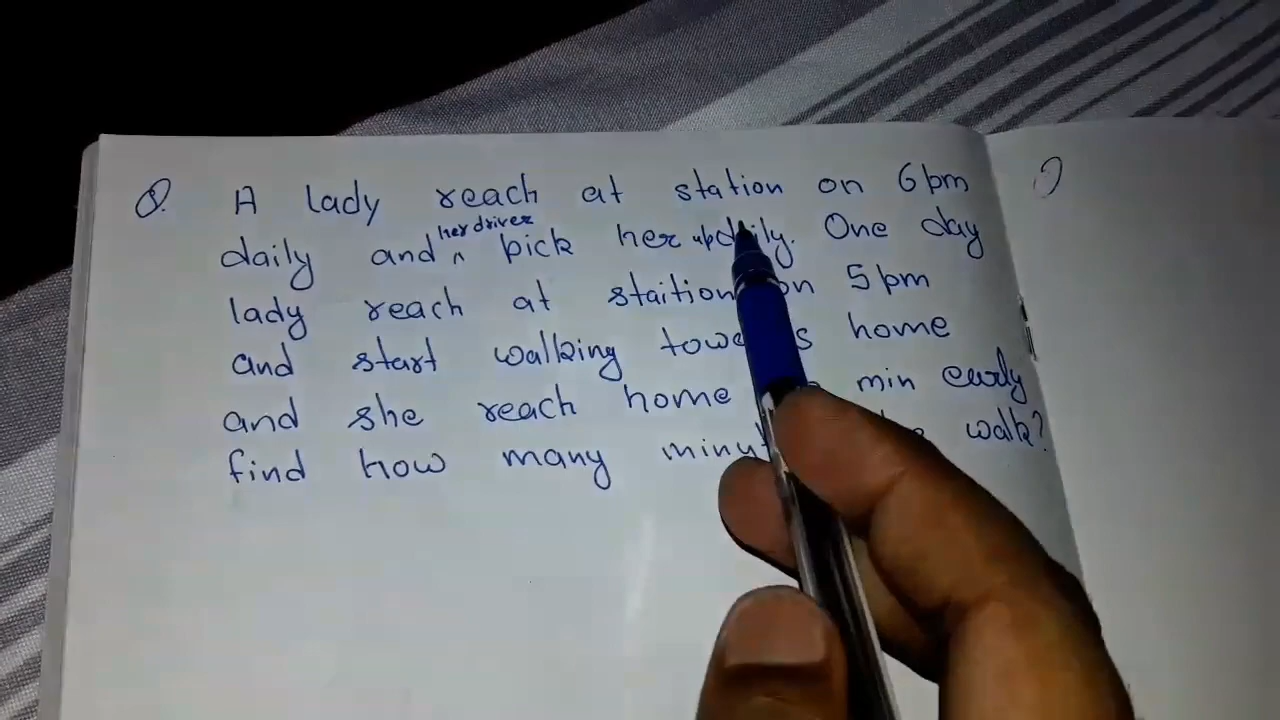 Q. A lady reach at station on 6pm
daily and her driver pick her up daily. One day
lady reach at staition on 5pm
and start walking home
and she reach home min early
find how many walk?